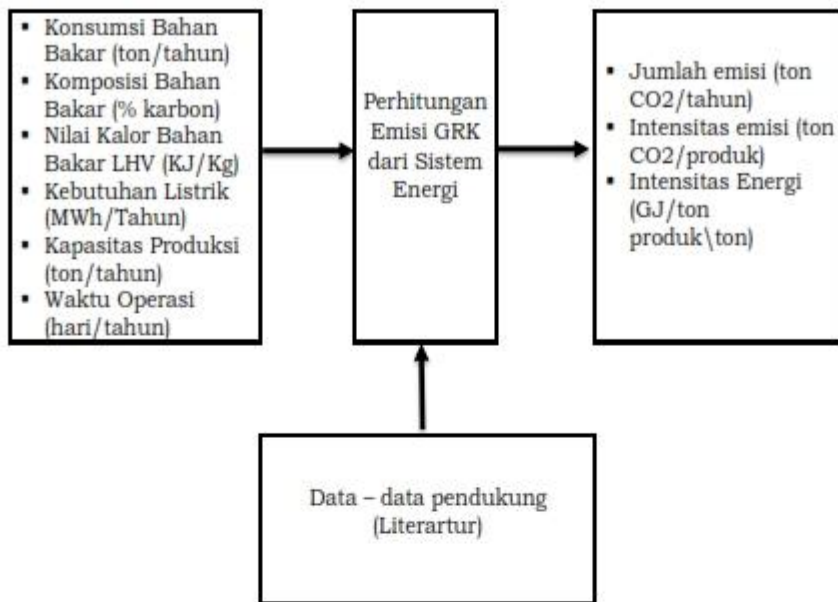 ▪ Konsumsi Bahan
Bakar (ton/tahun)
▪ Komposisi Bahan
Bakar (% karbon)
▪ Nilai Kalor Bahan
Bakar LHV (KJ/Kg)
▪ Kebutuhan Listrik
(MWh/Tahun)
▪ Kapasitas Produksi
(ton/tahun)
▪ Waktu Operasi
(hari/tahun)
Perhitungan
Emisi GRK
dari Sistem
Energi
▪ Jumlah emisi (ton
CO2/tahun)
▪ Intensitas emisi (ton
CO2/produk)
▪ Intensitas Energi
(GJ/ton
produk\ton)
Data – data pendukung
(Literartur)